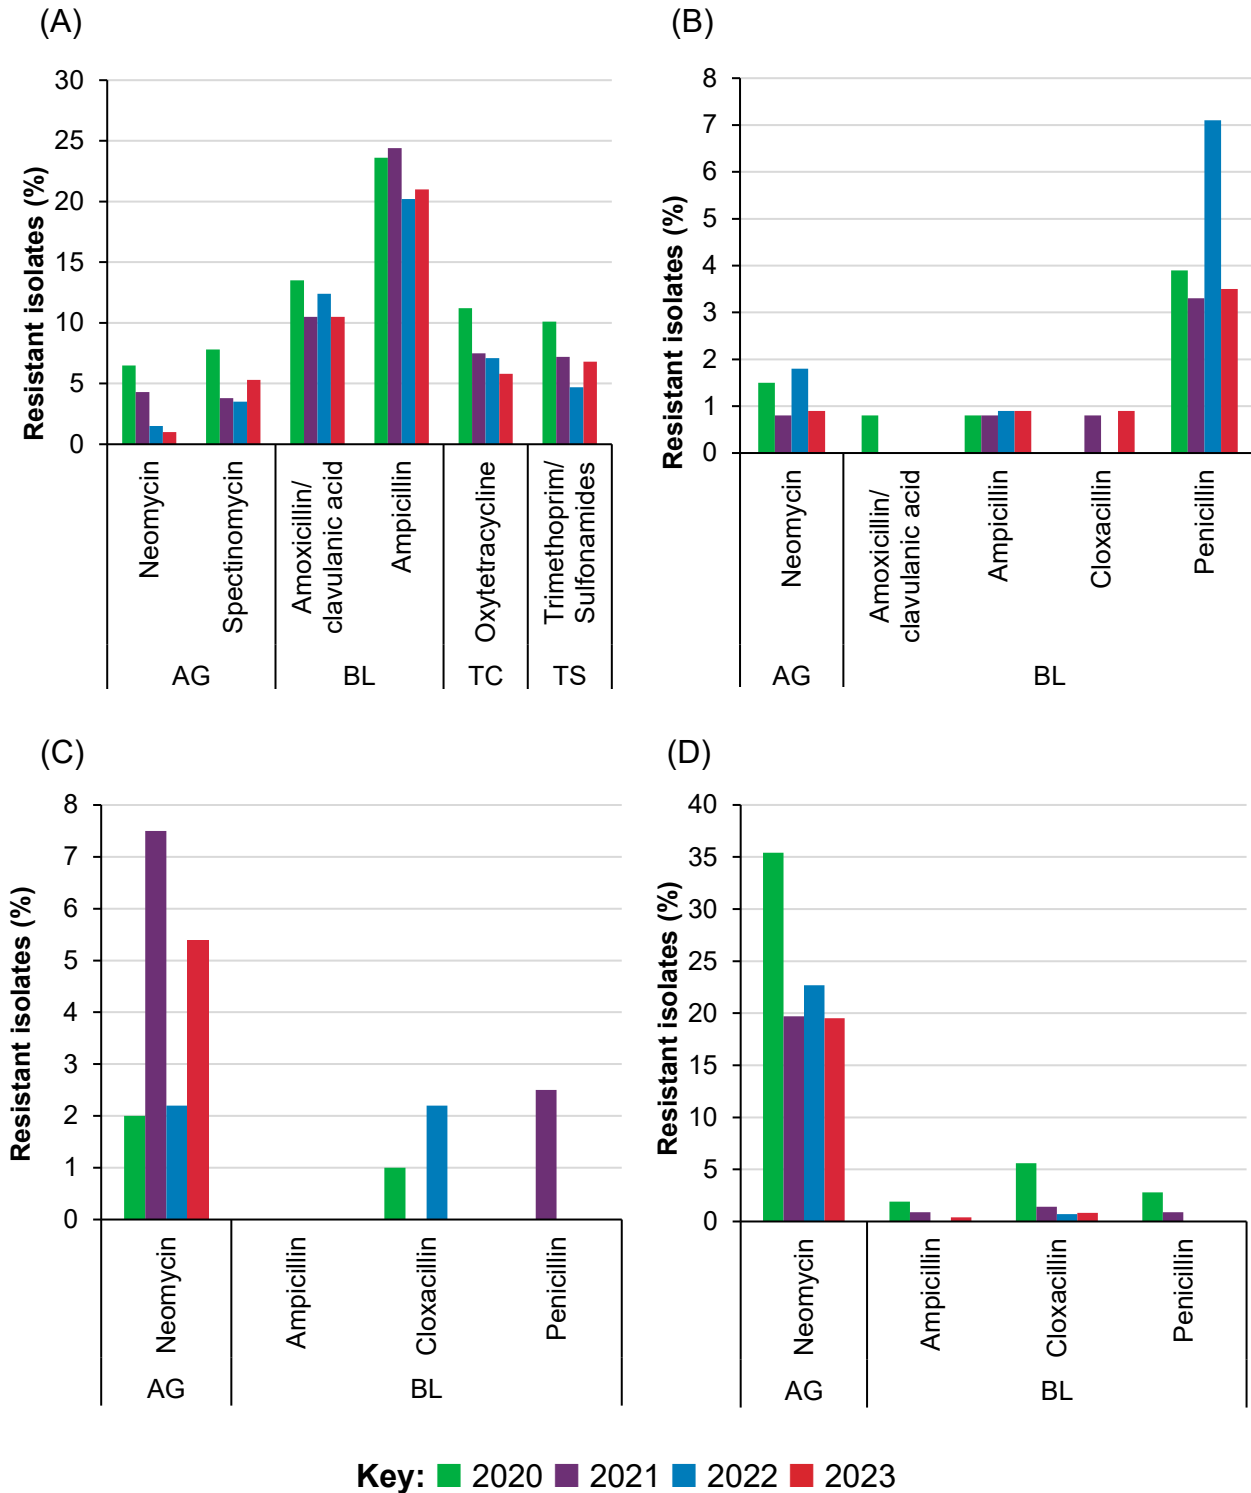 (A)
Resistant isolates (%)
30
25
20
15
10
5
0
Neomycin
Spectinomycin
Amoxicillin/
clavulanic acid
Ampicillin
Oxytetracycline
Trimethoprim/
Sulfonamides
AG
BL
TC
TS
(B)
Resistant isolates (%)
8
7
6
5
4
3
2
1
0
Neomycin
Amoxicillin/
clavulanic acid
Ampicillin
Cloxacillin
Penicillin
AG
BL
(C)
Resistant isolates (%)
8
7
6
5
4
3
2
1
0
Neomycin
Ampicillin
Cloxacillin
Penicillin
AG
BL
(D)
Resistant isolates (%)
40
35
30
25
20
15
10
5
0
Neomycin
Ampicillin
Cloxacillin
Penicillin
AG
BL
Key: 2020 2021 2022 2023